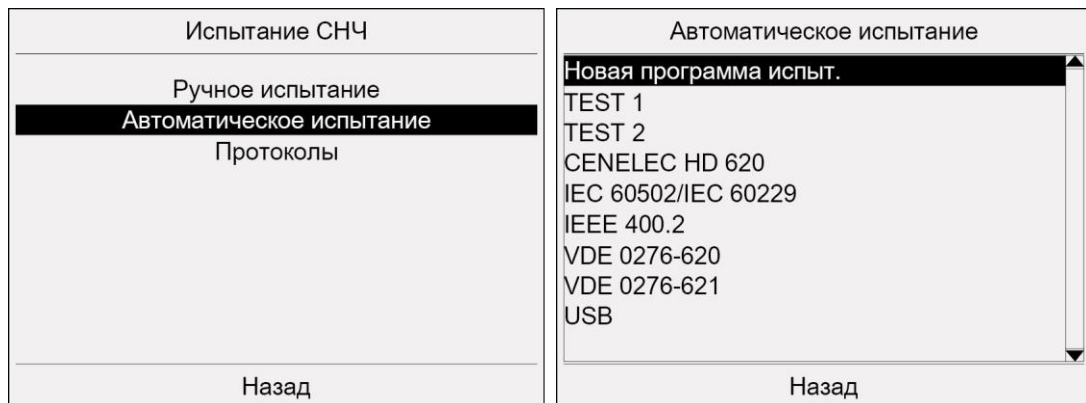 Испытание СНЧ
Ручное испытание
Автоматическое испытание
Протоколы
Назад
Автоматическое испытание
Новая программа испыт.
TEST 1
TEST 2
CENELEC HD 620
IEC 60502/IEC 60229
IEEE 400.2
VDE 0276-620
VDE 0276-621
USB
Назад